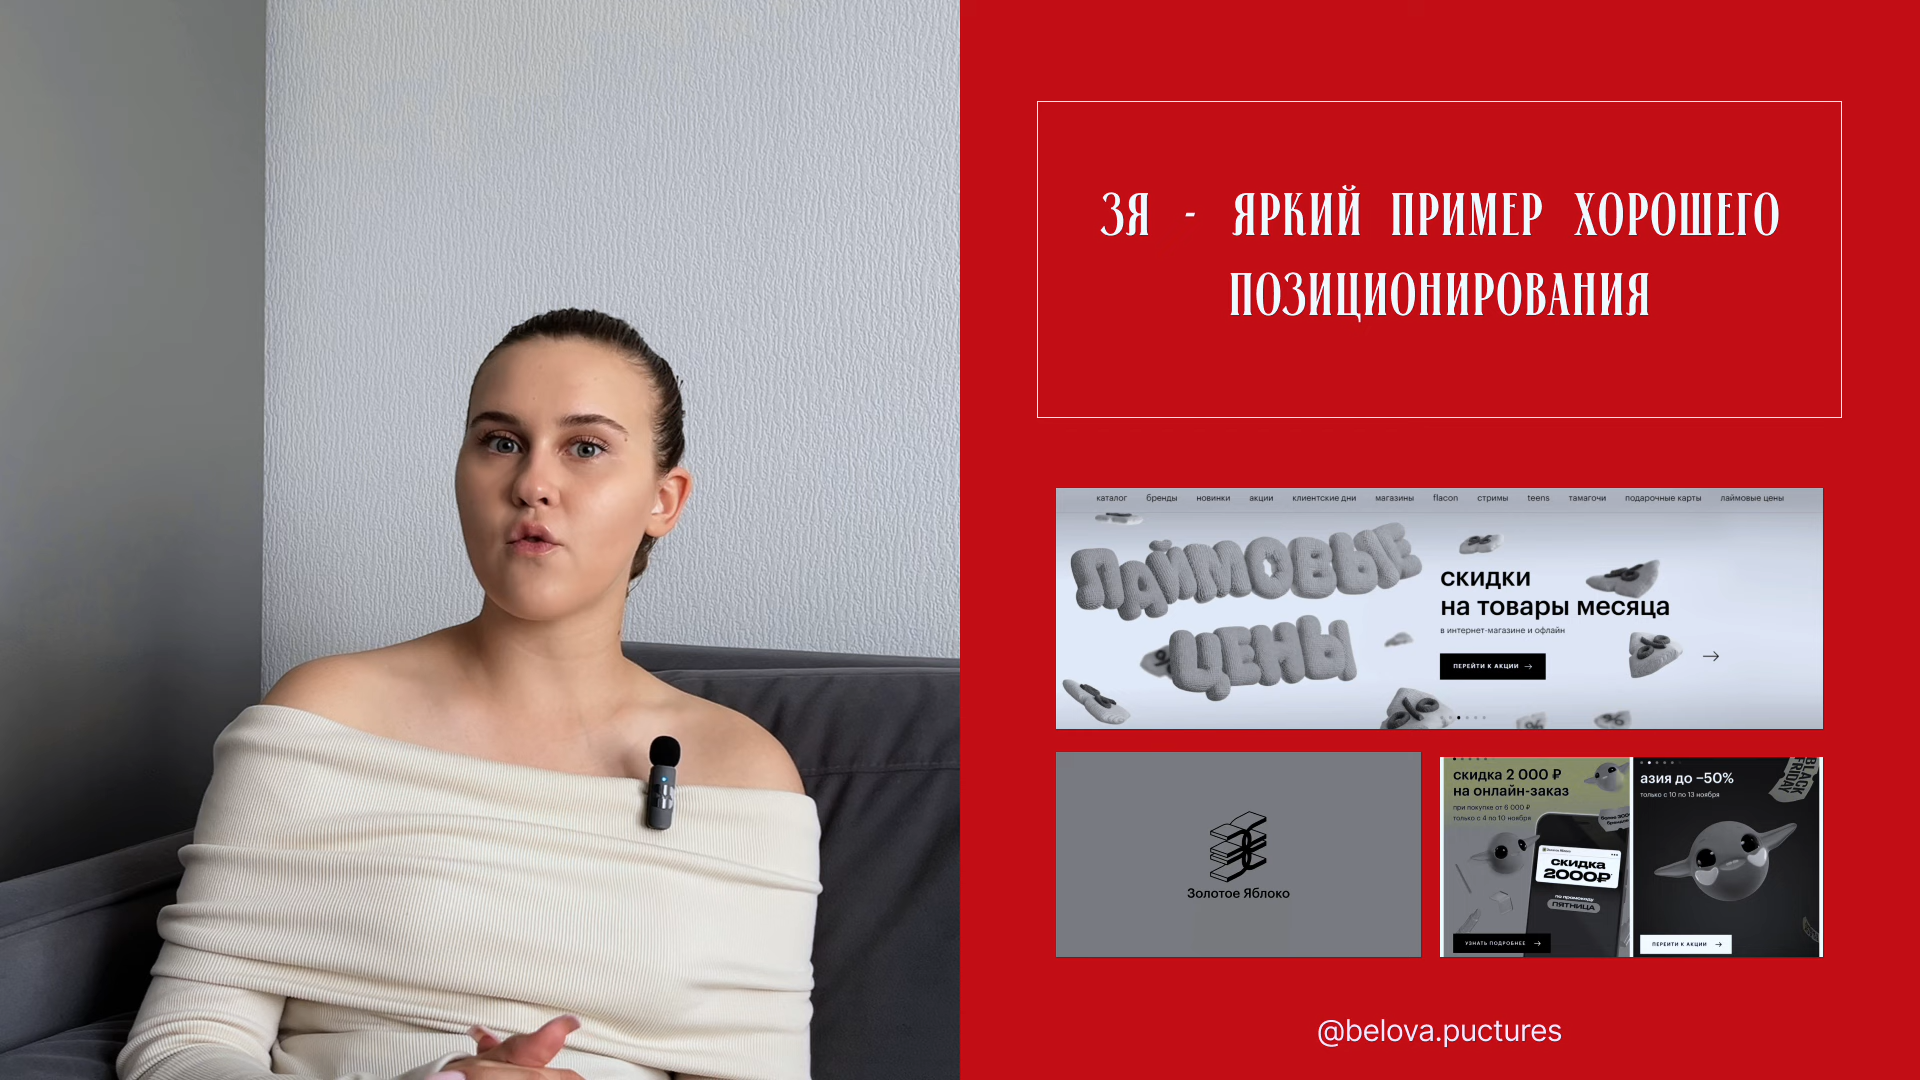 ЗЯ - ЯРКИЙ ПРИМЕР ХОРОШЕГО
ПОЗИЦИОНИРОВАНИЯ
каталог бренды новинки акции клиентские дни магазины flacon стримы teens тамагочи подарочные карты лаймовые цены
ЛАЙМОВЫЕ
ЦЕНЫ
скидки
на товары месяца
в интернет-магазине и офлайн
ПЕРЕЙТИ К АКЦИИ →
Золотое Яблоко
скидка 2 000 ₽
на онлайн-заказ
при покупке от 6 000 ₽
только с 4 по 10 ноября
скидка
2000₽
по промокоду
ПЯТНИЦА
УЗНАТЬ ПОДРОБНЕЕ →
азия до −50%
только с 10 по 13 ноября
BLACK
FRIDAY
ПЕРЕЙТИ К АКЦИИ →
@belova.puctures